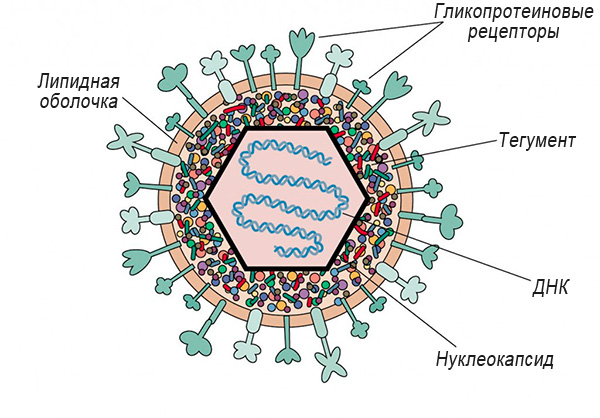 Гликопротеиновые
рецепторы
Липидная
оболочка
Тегумент
ДНК
Нуклеокапсид